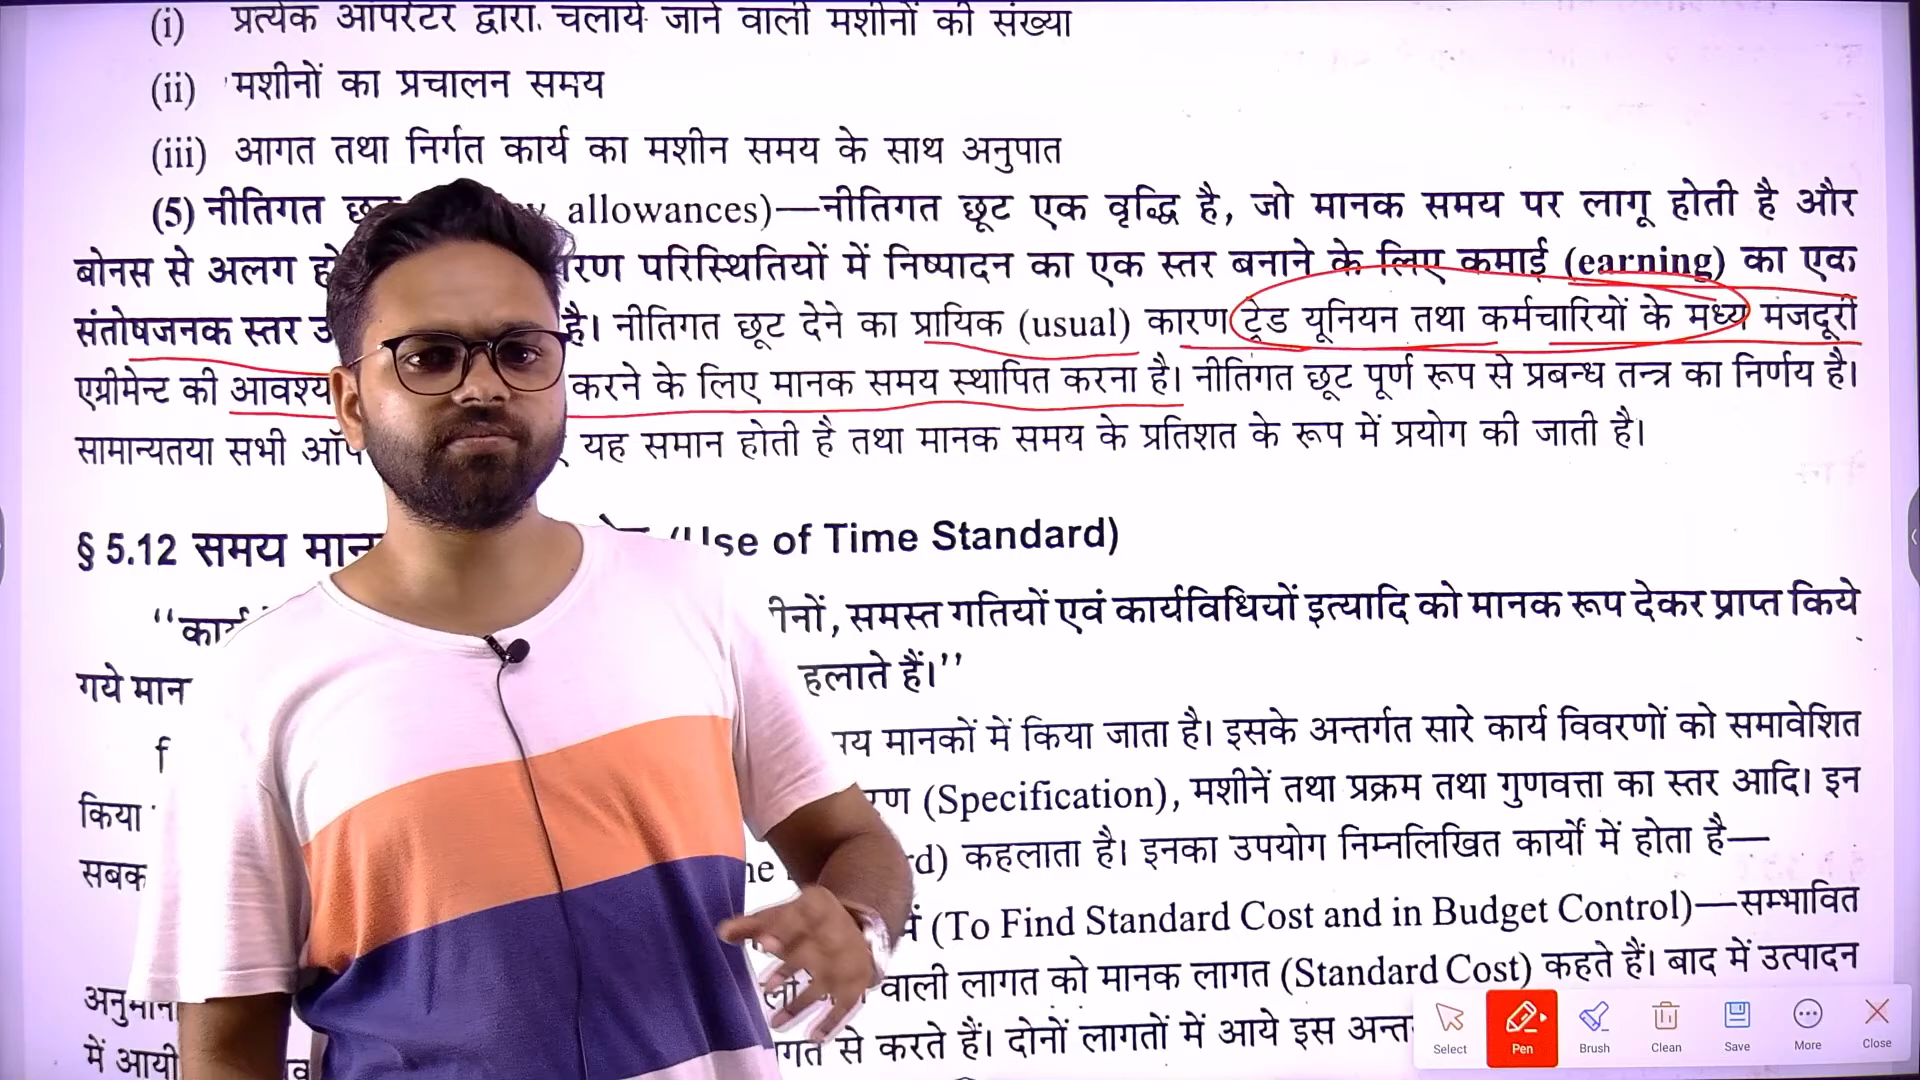 (i) प्रत्येक ऑपरेटर द्वारा चलाये जाने वाली मशीनों की संख्या
(ii) मशीनों का प्रचालन समय
(iii) आगत तथा निर्गत कार्य का मशीन समय के साथ अनुपात
(5) नीतिगत allowances)—नीतिगत छूट एक वृद्धि है, जो मानक समय पर लागू होती है और
बोनस से अलग परिस्थितियों में निष्पादन का एक स्तर बनाने के लिए कमाई (earning) का एक
संतोषजनक स्तर है। नीतिगत छूट देने का प्रायिक (usual) कारण ट्रेड यूनियन तथा कर्मचारियों के मध्य मजदूरी
एग्रीमेन्ट की करने के लिए मानक समय स्थापित करना है। नीतिगत छूट पूर्ण रूप से प्रबन्ध तन्त्र का निर्णय है।
सामान्यतया सभी यह समान होती है तथा मानक समय के प्रतिशत के रूप में प्रयोग की जाती है।
§ 5.12 समय (Use of Time Standard)
समस्त गतियों एवं कार्यविधियों इत्यादि को मानक रूप देकर प्राप्त किये
गये
मानकों में किया जाता है। इसके अन्तर्गत सारे कार्य विवरणों को समावेशित
किया (Specification), मशीनें तथा प्रक्रम तथा गुणवत्ता का स्तर आदि। इन
कहलाता है। इनका उपयोग निम्नलिखित कार्यों में होता है—
(To Find Standard Cost and in Budget Control)—सम्भावित
वाली लागत को मानक लागत (Standard Cost) कहते हैं। बाद में उत्पादन
में आयी से करते हैं। दोनों लागतों में आये इस
Select Pen Brush Clean Save More Close